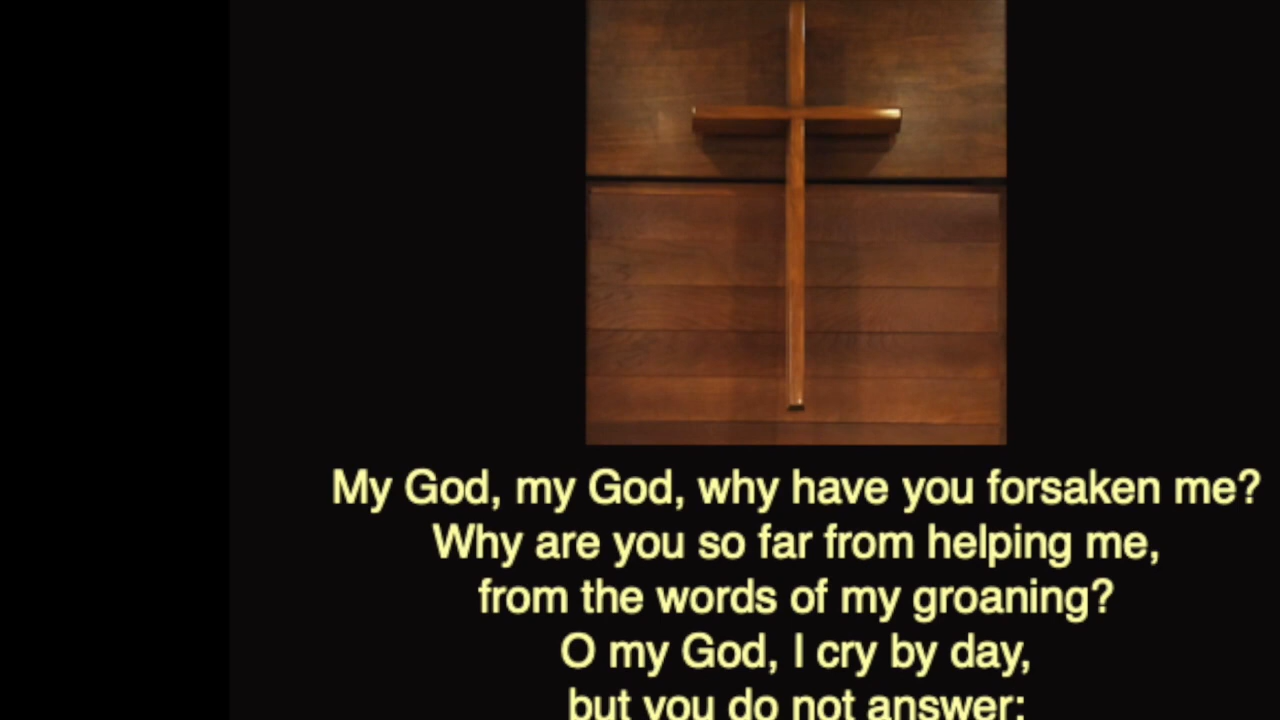 My God, my God, why have you forsaken me?
Why are you so far from helping me,
from the words of my groaning?
O my God, I cry by day,
but you do not answer;